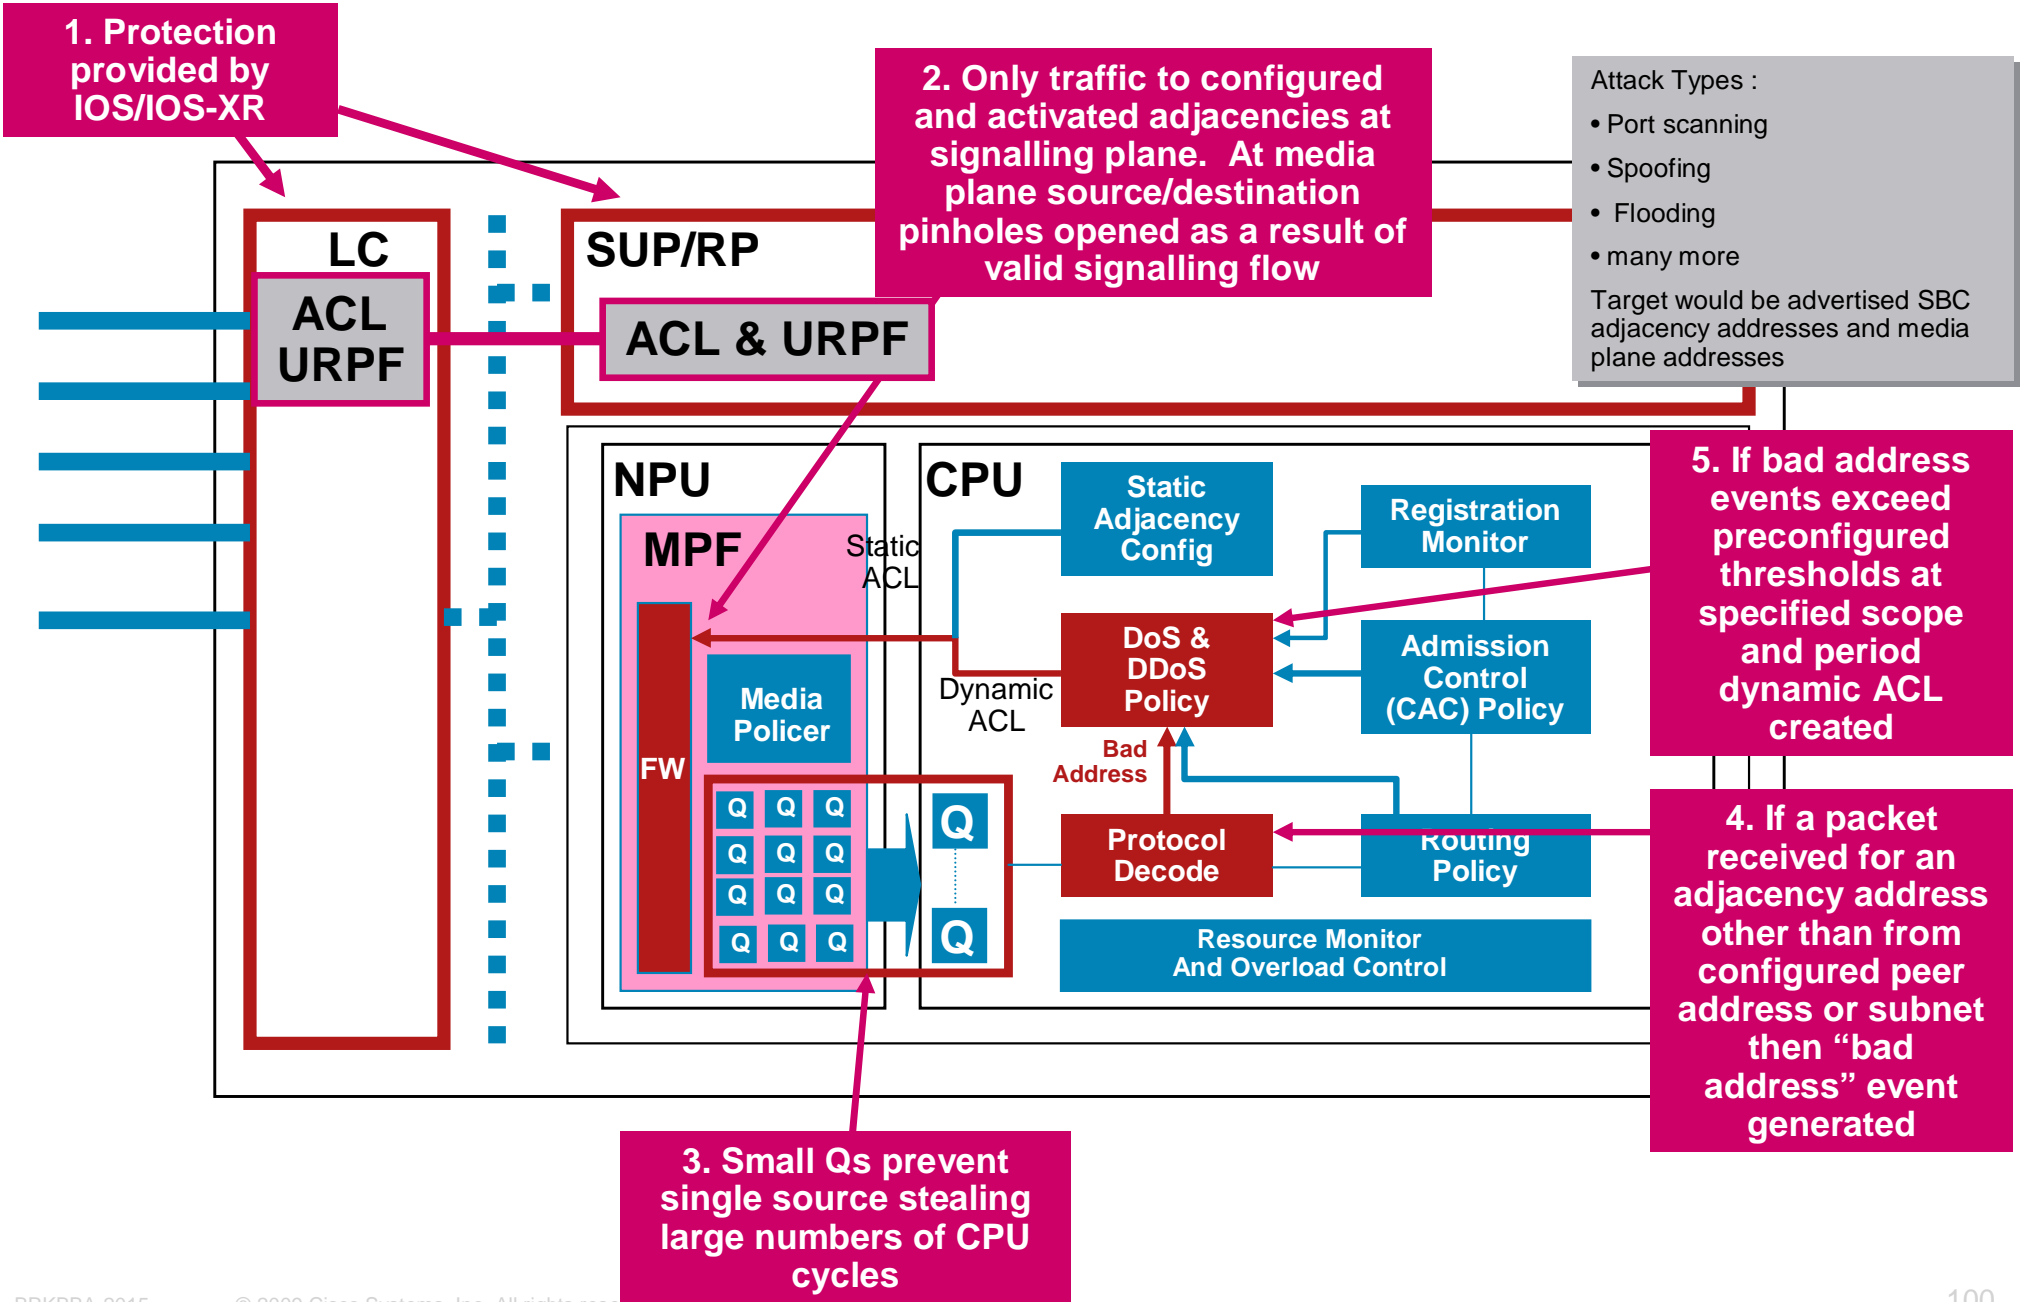 1. Protection
provided by
IOS/IOS-XR
2. Only traffic to configured
and activated adjacencies at
signalling plane.  At media
plane source/destination
pinholes opened as a result of
valid signalling flow
Attack Types :
• Port scanning
• Spoofing
•  Flooding
• many more
Target would be advertised SBC
adjacency addresses and media
plane addresses
LC
ACL
URPF
SUP/RP
ACL & URPF
NPU
MPF
FW
Media
Policer
Q Q Q
Q Q Q
Q Q Q
Q Q Q
Static
ACL
Dynamic
ACL
CPU
Q
Q
Static
Adjacency
Config
DoS &
DDoS
Policy
Bad
Address
Protocol
Decode
Registration
Monitor
Admission
Control
(CAC) Policy
Routing
Policy
Resource Monitor
And Overload Control
5. If bad address
events exceed
preconfigured
thresholds at
specified scope
and period
dynamic ACL
created
4. If a packet
received for an
adjacency address
other than from
configured peer
address or subnet
then “bad
address” event
generated
3. Small Qs prevent
single source stealing
large numbers of CPU
cycles
© 2009 Cisco Systems, Inc. All rights
100